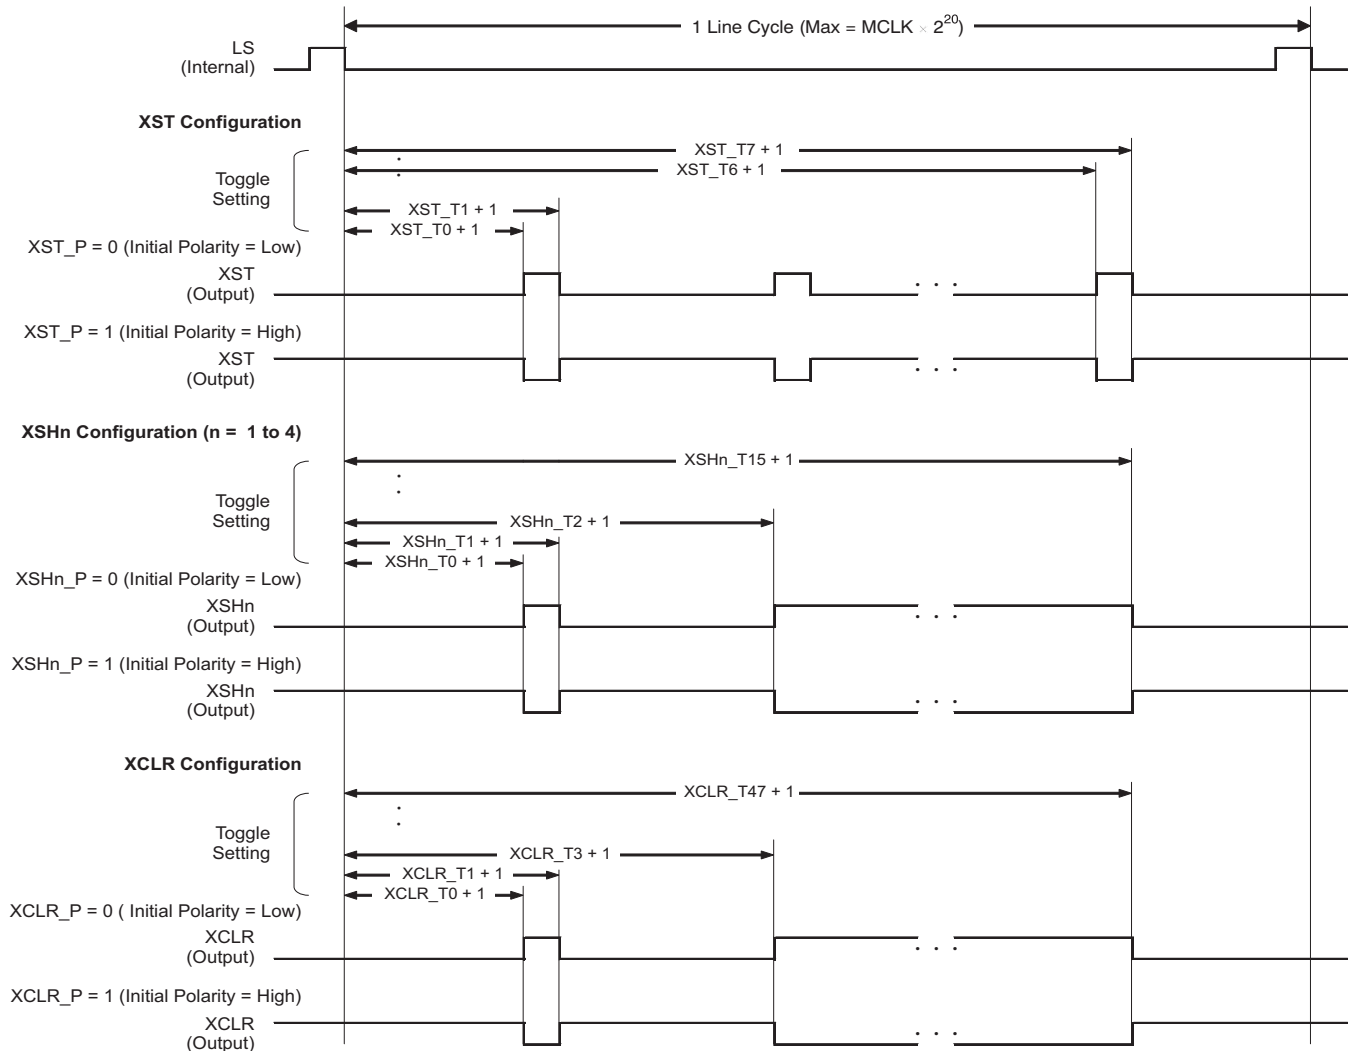 1 Line Cycle (Max = MCLK × 2^20)
LS
(Internal)
XST Configuration
XST_T7 + 1
:
XST_T6 + 1
Toggle
Setting
XST_T1 + 1
XST_T0 + 1
XST_P = 0 (Initial Polarity = Low)
XST
(Output)
. . .
XST_P = 1 (Initial Polarity = High)
XST
(Output)
. . .
XSHn Configuration (n = 1 to 4)
XSHn_T15 + 1
:
Toggle
Setting
XSHn_T2 + 1
XSHn_T1 + 1
XSHn_T0 + 1
XSHn_P = 0 (Initial Polarity = Low)
XSHn
(Output)
. . .
XSHn_P = 1 (Initial Polarity = High)
XSHn
(Output)
. . .
XCLR Configuration
XCLR_T47 + 1
:
Toggle
Setting
XCLR_T3 + 1
XCLR_T1 + 1
XCLR_T0 + 1
XCLR_P = 0 ( Initial Polarity = Low)
XCLR
(Output)
. . .
XCLR_P = 1 (Initial Polarity = High)
XCLR
(Output)
. . .